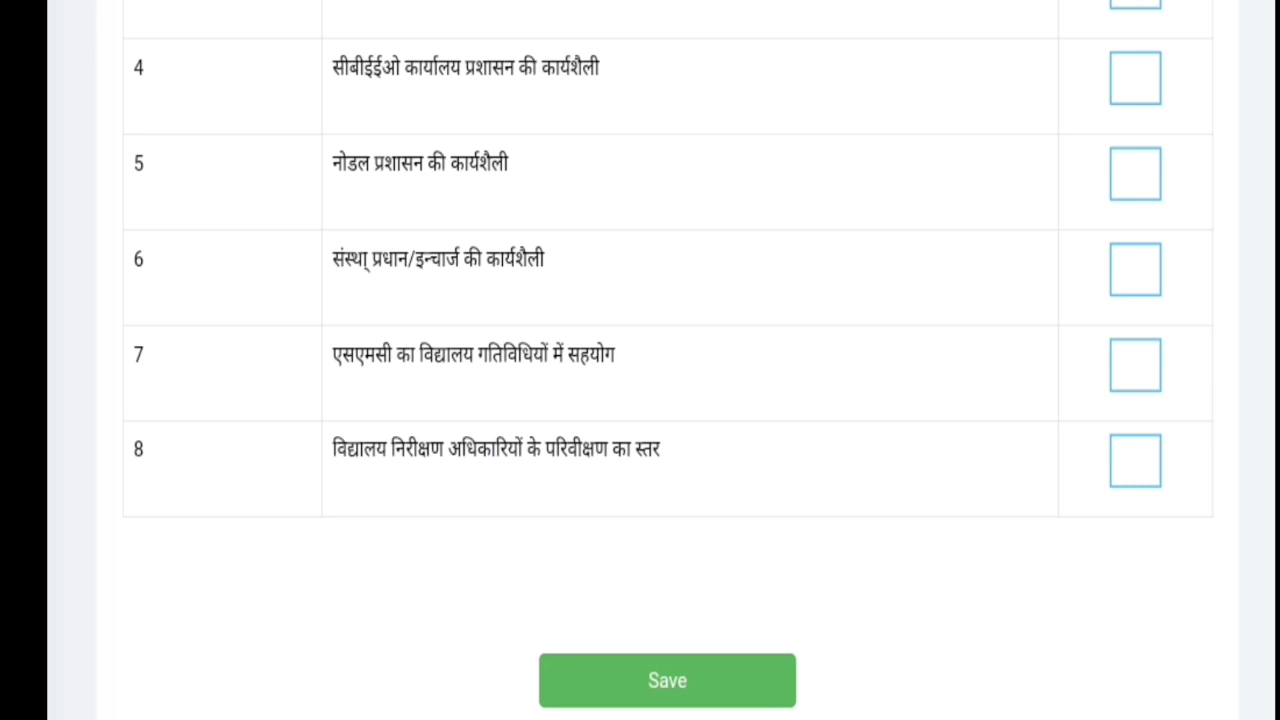 4 सीबीईईओ कार्यालय प्रशासन की कार्यशैली
5 नोडल प्रशासन की कार्यशैली
6 संस्था् प्रधान/इन्चार्ज की कार्यशैली
7 एसएमसी का विद्यालय गतिविधियों में सहयोग
8 विद्यालय निरीक्षण अधिकारियों के परिवीक्षण का स्तर
Save